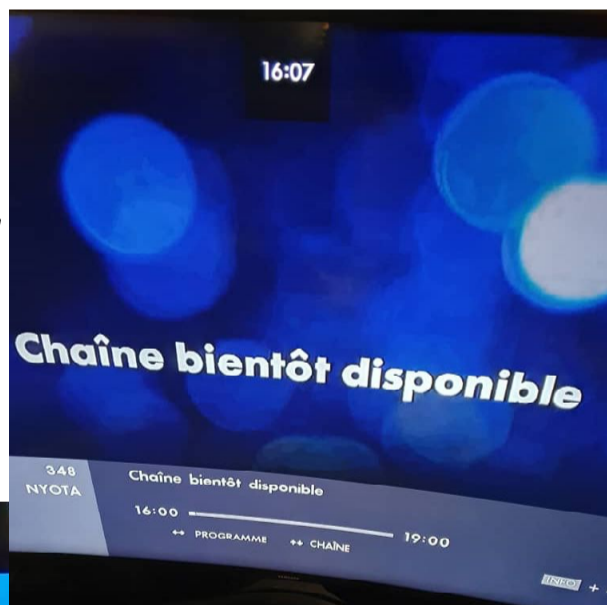 16:07
Chaîne bientôt disponible
348
NYOTA
Chaîne bientôt disponible
16:00
19:00
↔ PROGRAMME
↔ CHAÎNE
INFO +